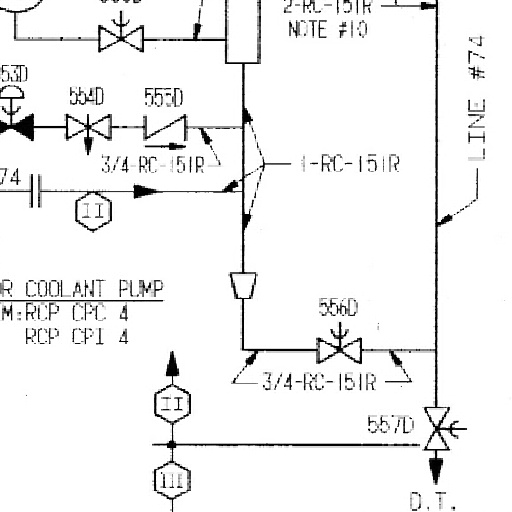 2-RC-151R
NOTE #10
LINE #74
53D
554D
555D
3/4-RC-151R
1-RC-151R
74
II
R COOLANT PUMP
M:RCP CPC 4
RCP CPI 4
556D
3/4-RC-151R
II
557D
III
D.T.